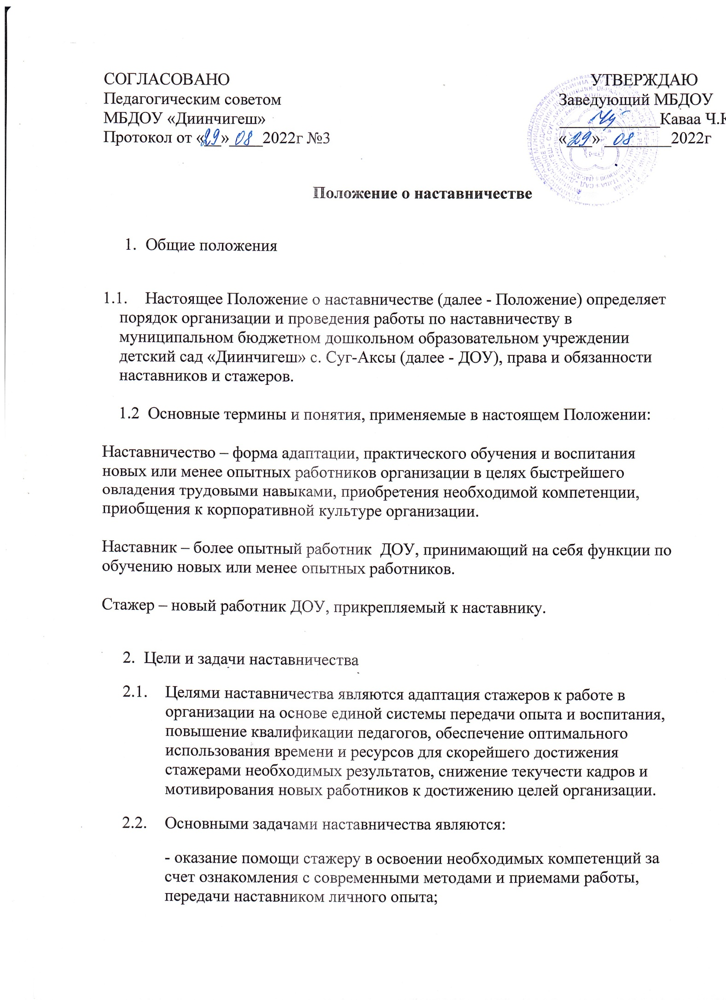 СОГЛАСОВАНО
Педагогическим советом
МБДОУ «Диинчигеш»
Протокол от «29» 08 2022г №3
УТВЕРЖДАЮ
Заведующий МБДОУ
Каваа Ч.К
«29» 08 2022г
Положение о наставничестве
1. Общие положения
1.1. Настоящее Положение о наставничестве (далее - Положение) определяет
порядок организации и проведения работы по наставничеству в
муниципальном бюджетном дошкольном образовательном учреждении
детский сад «Диинчигеш» с. Суг-Аксы (далее - ДОУ), права и обязанности
наставников и стажеров.
1.2 Основные термины и понятия, применяемые в настоящем Положении:
Наставничество – форма адаптации, практического обучения и воспитания
новых или менее опытных работников организации в целях быстрейшего
овладения трудовыми навыками, приобретения необходимой компетенции,
приобщения к корпоративной культуре организации.
Наставник – более опытный работник ДОУ, принимающий на себя функции по
обучению новых или менее опытных работников.
Стажер – новый работник ДОУ, прикрепляемый к наставнику.
2. Цели и задачи наставничества
2.1. Целями наставничества являются адаптация стажеров к работе в
организации на основе единой системы передачи опыта и воспитания,
повышение квалификации педагогов, обеспечение оптимального
использования времени и ресурсов для скорейшего достижения
стажерами необходимых результатов, снижение текучести кадров и
мотивирования новых работников к достижению целей организации.
2.2. Основными задачами наставничества являются:
- оказание помощи стажеру в освоении необходимых компетенций за
счет ознакомления с современными методами и приемами работы,
передачи наставником личного опыта;